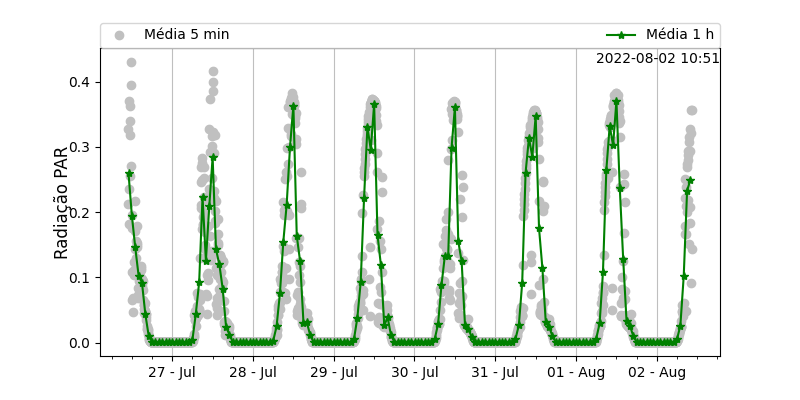 Média 5 min
Média 1 h
2022-08-02 10:51
Radiação PAR
0.4
0.3
0.2
0.1
0.0
27 - Jul
28 - Jul
29 - Jul
30 - Jul
31 - Jul
01 - Aug
02 - Aug